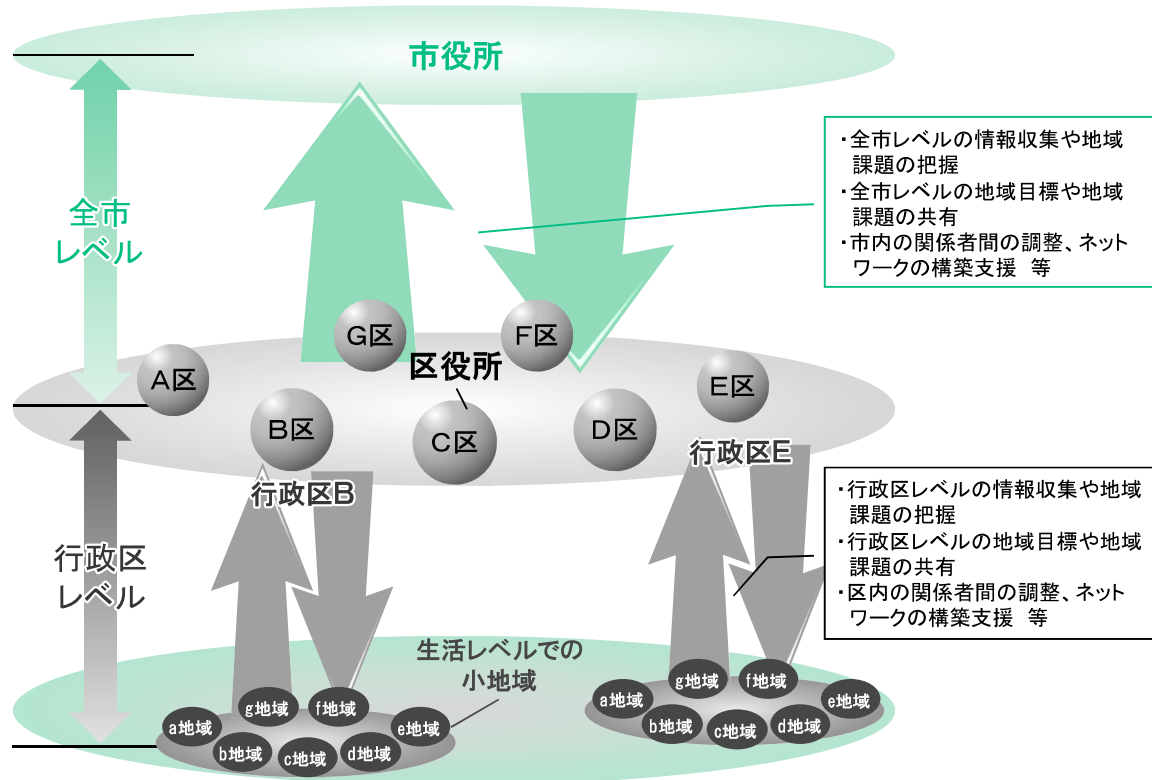 市役所
・全市レベルの情報収集や地域
課題の把握
・全市レベルの地域目標や地域
課題の共有
・市内の関係者間の調整、ネット
ワークの構築支援 等
全市
レベル
G区
F区
区役所
A区
E区
B区
C区
D区
行政区B
行政区E
・行政区レベルの情報収集や地域
課題の把握
・行政区レベルの地域目標や地域
課題の共有
・区内の関係者間の調整、ネット
ワークの構築支援 等
行政区
レベル
生活レベルでの
小地域
a地域
b地域
c地域
d地域
e地域
f地域
g地域
a地域
b地域
c地域
d地域
e地域
f地域
g地域